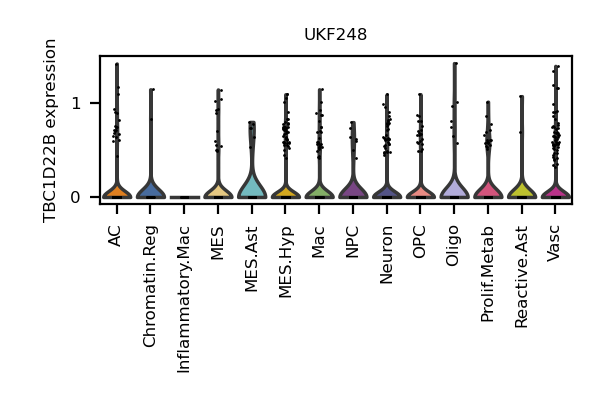 UKF248
TBC1D22B expression
1
0
AC
Chromatin.Reg
Inflammatory.Mac
MES
MES.Ast
MES.Hyp
Mac
NPC
Neuron
OPC
Oligo
Prolif.Metab
Reactive.Ast
Vasc